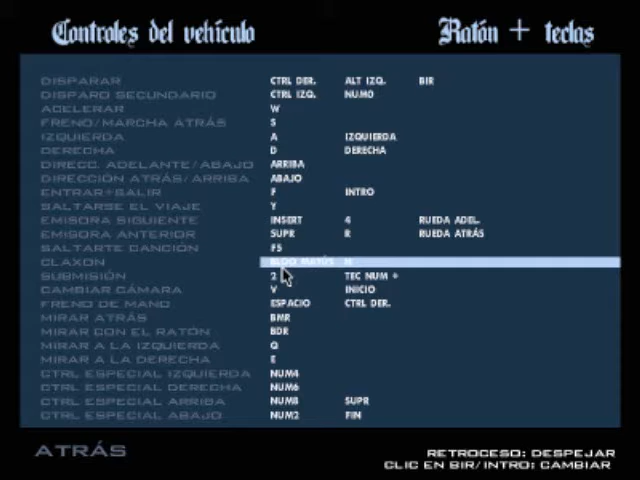 Controles del vehículo Ratón + teclas
DISPARAR CTRL DER. ALT IZQ. BIR
DISPARO SECUNDARIO CTRL IZQ. NUM0
ACELERAR W
FRENO/MARCHA ATRÁS S
IZQUIERDA A IZQUIERDA
DERECHA D DERECHA
DIRECC. ADELANTE/ABAJO ARRIBA
DIRECCIÓN ATRÁS/ARRIBA ABAJO
ENTRAR+SALIR F INTRO
SALTARSE EL VIAJE Y
EMISORA SIGUIENTE INSERT 4 RUEDA ADEL.
EMISORA ANTERIOR SUPR R RUEDA ATRÁS
SALTARTE CANCIÓN F5
CLAXON BLOQ MAYÚS H
SUBMISIÓN 2 TEC NUM +
CAMBIAR CÁMARA V INICIO
FRENO DE MANO ESPACIO CTRL DER.
MIRAR ATRÁS BMR
MIRAR CON EL RATÓN BDR
MIRAR A LA IZQUIERDA Q
MIRAR A LA DERECHA E
CTRL ESPECIAL IZQUIERDA NUM4
CTRL ESPECIAL DERECHA NUM6
CTRL ESPECIAL ARRIBA NUM8 SUPR
CTRL ESPECIAL ABAJO NUM2 FIN
ATRÁS RETROCESO: DESPEJAR
CLIC EN BIR/INTRO: CAMBIAR